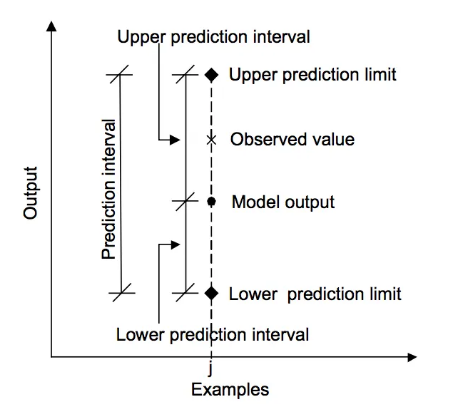 Upper prediction interval
Upper prediction limit
Observed value
Prediction interval
Output
Model output
Lower prediction limit
Lower prediction interval
j
Examples